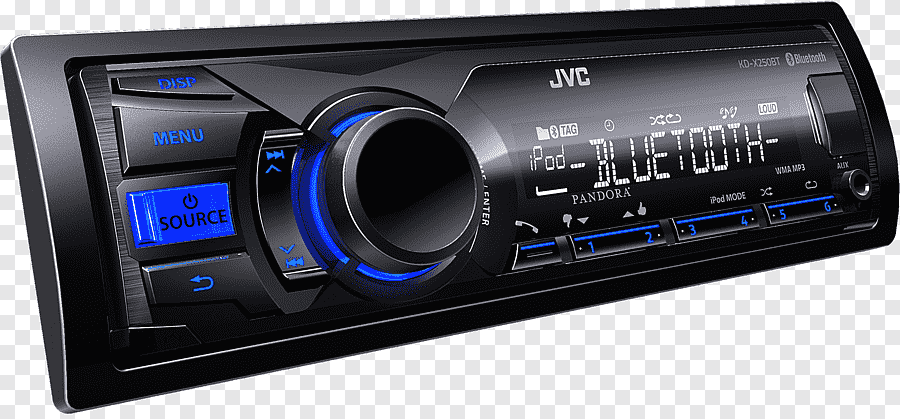 DISP
MENU
SOURCE
JVC
KD-X250BT Bluetooth
TAG
LOUD
iPod
-BLUETOOTH-
PANDORA
WMA MP3
AUX
iPod MODE
/ ENTER
1 2 3 4 5 6